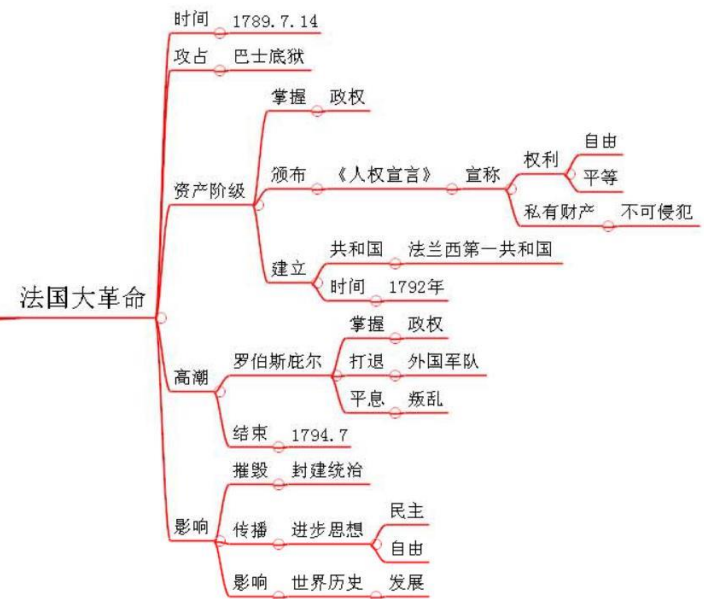 法国大革命
时间 1789.7.14
攻占 巴士底狱
资产阶级
掌握 政权
颁布 《人权宣言》 宣称
权利
自由
平等
私有财产 不可侵犯
建立
共和国 法兰西第一共和国
时间 1792年
高潮
罗伯斯庇尔
掌握 政权
打退 外国军队
平息 叛乱
结束 1794.7
影响
摧毁 封建统治
传播 进步思想
民主
自由
影响 世界历史 发展